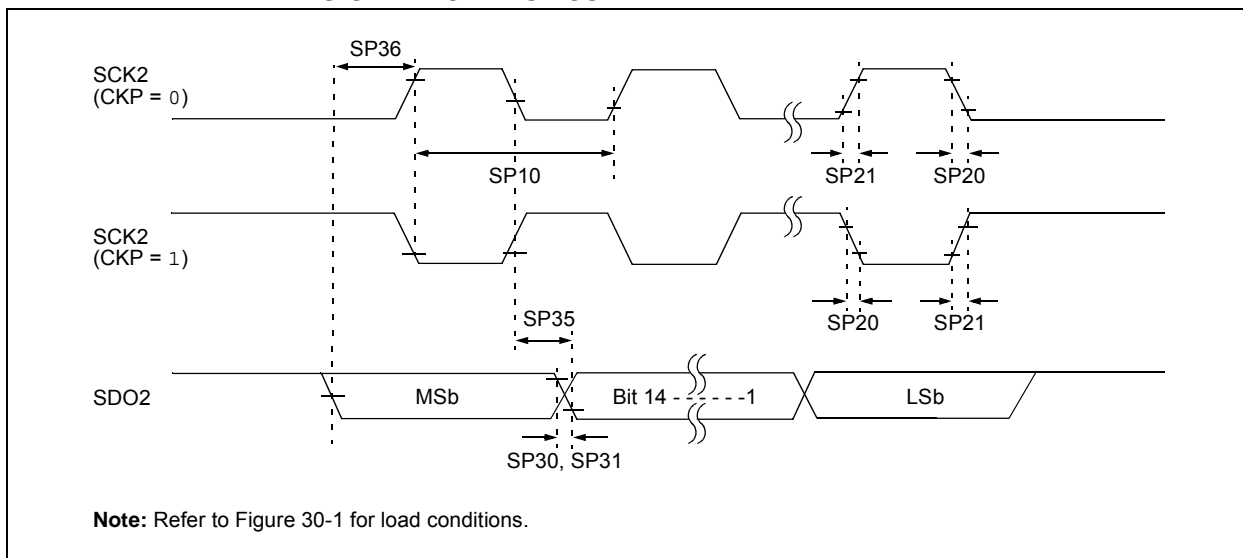 SP36
SCK2
(CKP = 0)
SP10
SP21
SP20
SCK2
(CKP = 1)
SP35
SP20
SP21
SDO2
MSb
Bit 14 - - - - - -1
LSb
SP30, SP31
Note: Refer to Figure 30-1 for load conditions.